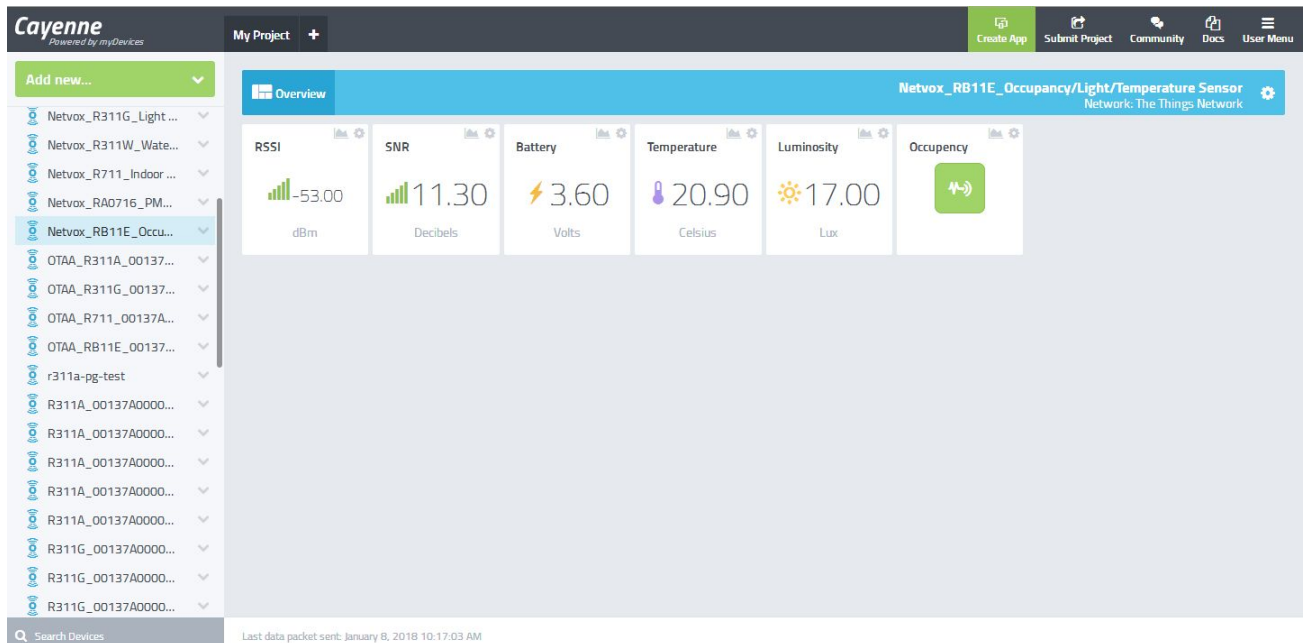 Cayenne
Powered by myDevices
My Project +
Create App
Submit Project
Community
Docs
User Menu
Add new...
Netvox_R311G_Light ...
Netvox_R311W_Wate...
Netvox_R711_Indoor ...
Netvox_RA0716_PM...
Netvox_RB11E_Occu...
OTAA_R311A_00137...
OTAA_R311G_00137...
OTAA_R711_00137A...
OTAA_RB11E_00137...
r311a-pg-test
R311A_00137A0000...
R311A_00137A0000...
R311A_00137A0000...
R311A_00137A0000...
R311A_00137A0000...
R311G_00137A0000...
R311G_00137A0000...
R311G_00137A0000...
Search Devices
Overview
Netvox_RB11E_Occupancy/Light/Temperature Sensor
Network: The Things Network
RSSI
-53.00
dBm
SNR
11.30
Decibels
Battery
3.60
Volts
Temperature
20.90
Celsius
Luminosity
17.00
Lux
Occupency
Last data packet sent: January 8, 2018 10:17:03 AM